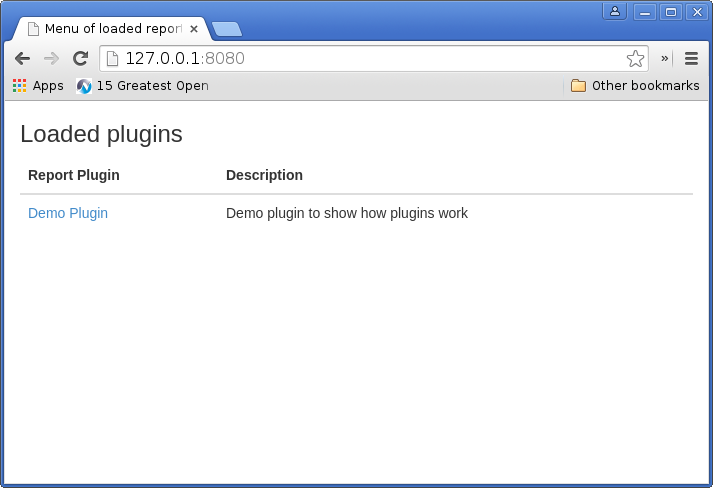 Menu of loaded report
127.0.0.1:8080
»
Apps 15 Greatest Open Other bookmarks
Loaded plugins
Report Plugin Description
Demo Plugin Demo plugin to show how plugins work